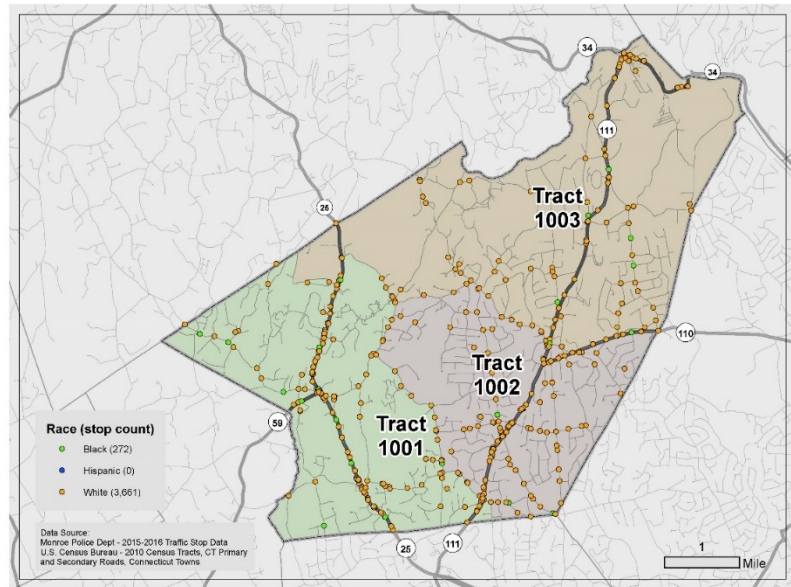 34
34
111
Tract
1003
25
110
Tract
1002
59
Tract
1001
Race (stop count)
Black (272)
Hispanic (0)
White (3,661)
Data Source:
Monroe Police Dept - 2015-2016 Traffic Stop Data
U.S. Census Bureau - 2010 Census Tracts, CT Primary
and Secondary Roads, Connecticut Towns
25
111
1
Mile